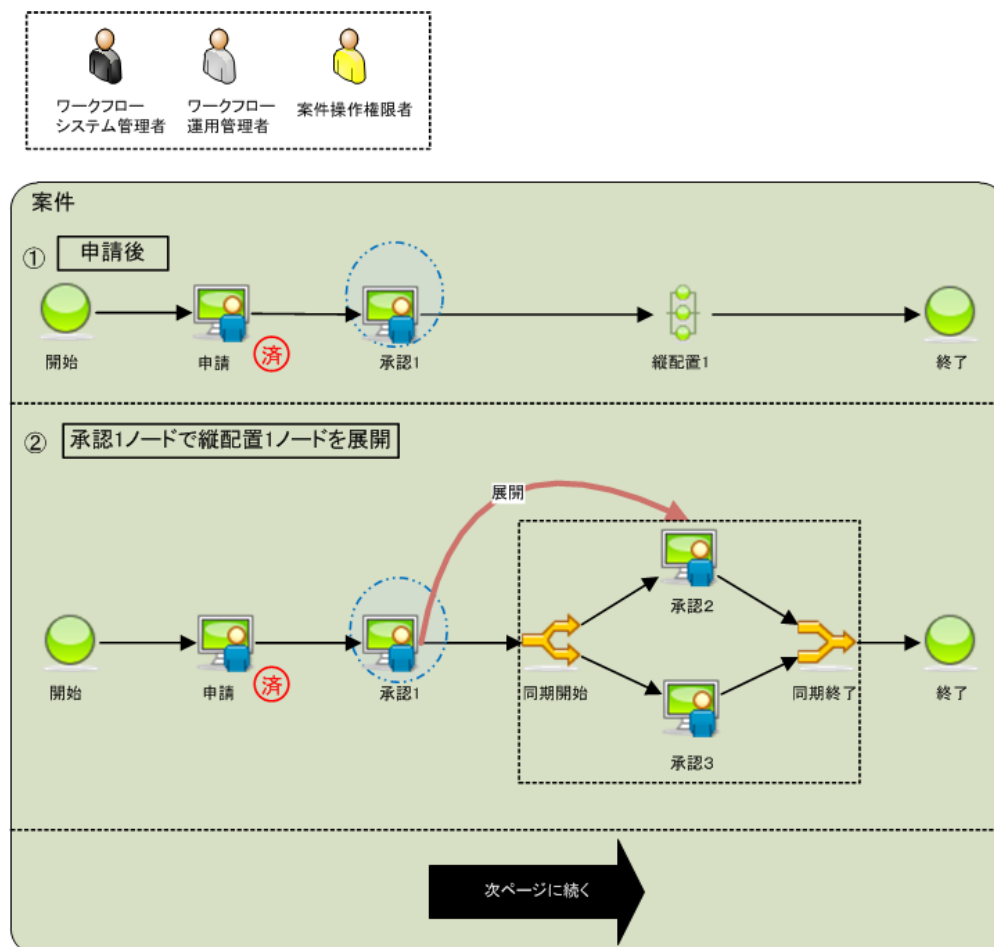 ワークフロー
システム管理者
ワークフロー
運用管理者
案件操作権限者
案件
① 申請後
開始
申請
済
承認1
縦配置1
終了
② 承認1ノードで縦配置1ノードを展開
展開
承認2
開始
申請
済
承認1
同期開始
同期終了
終了
承認3
次ページに続く